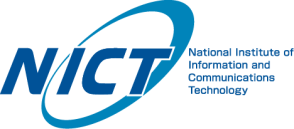 NICT
National Institute of
Information and
Communications
Technology